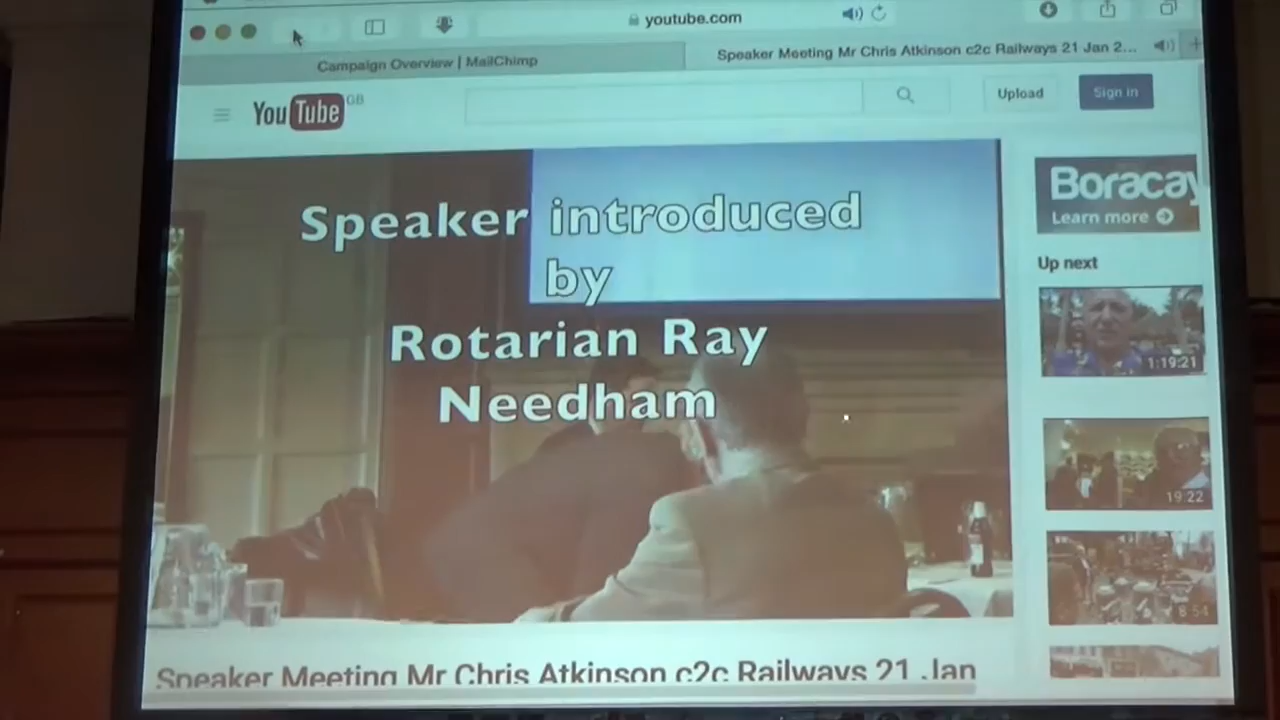 youtube.com
Campaign Overview | MailChimp
Speaker Meeting Mr Chris Atkinson c2c Railways 21 Jan 2...
YouTube GB
Upload
Sign in
Speaker introduced
by
Rotarian Ray
Needham
Boracay
Learn more
Up next
1:19:21
19:22
8:54
Speaker Meeting Mr Chris Atkinson c2c Railways 21 Jan